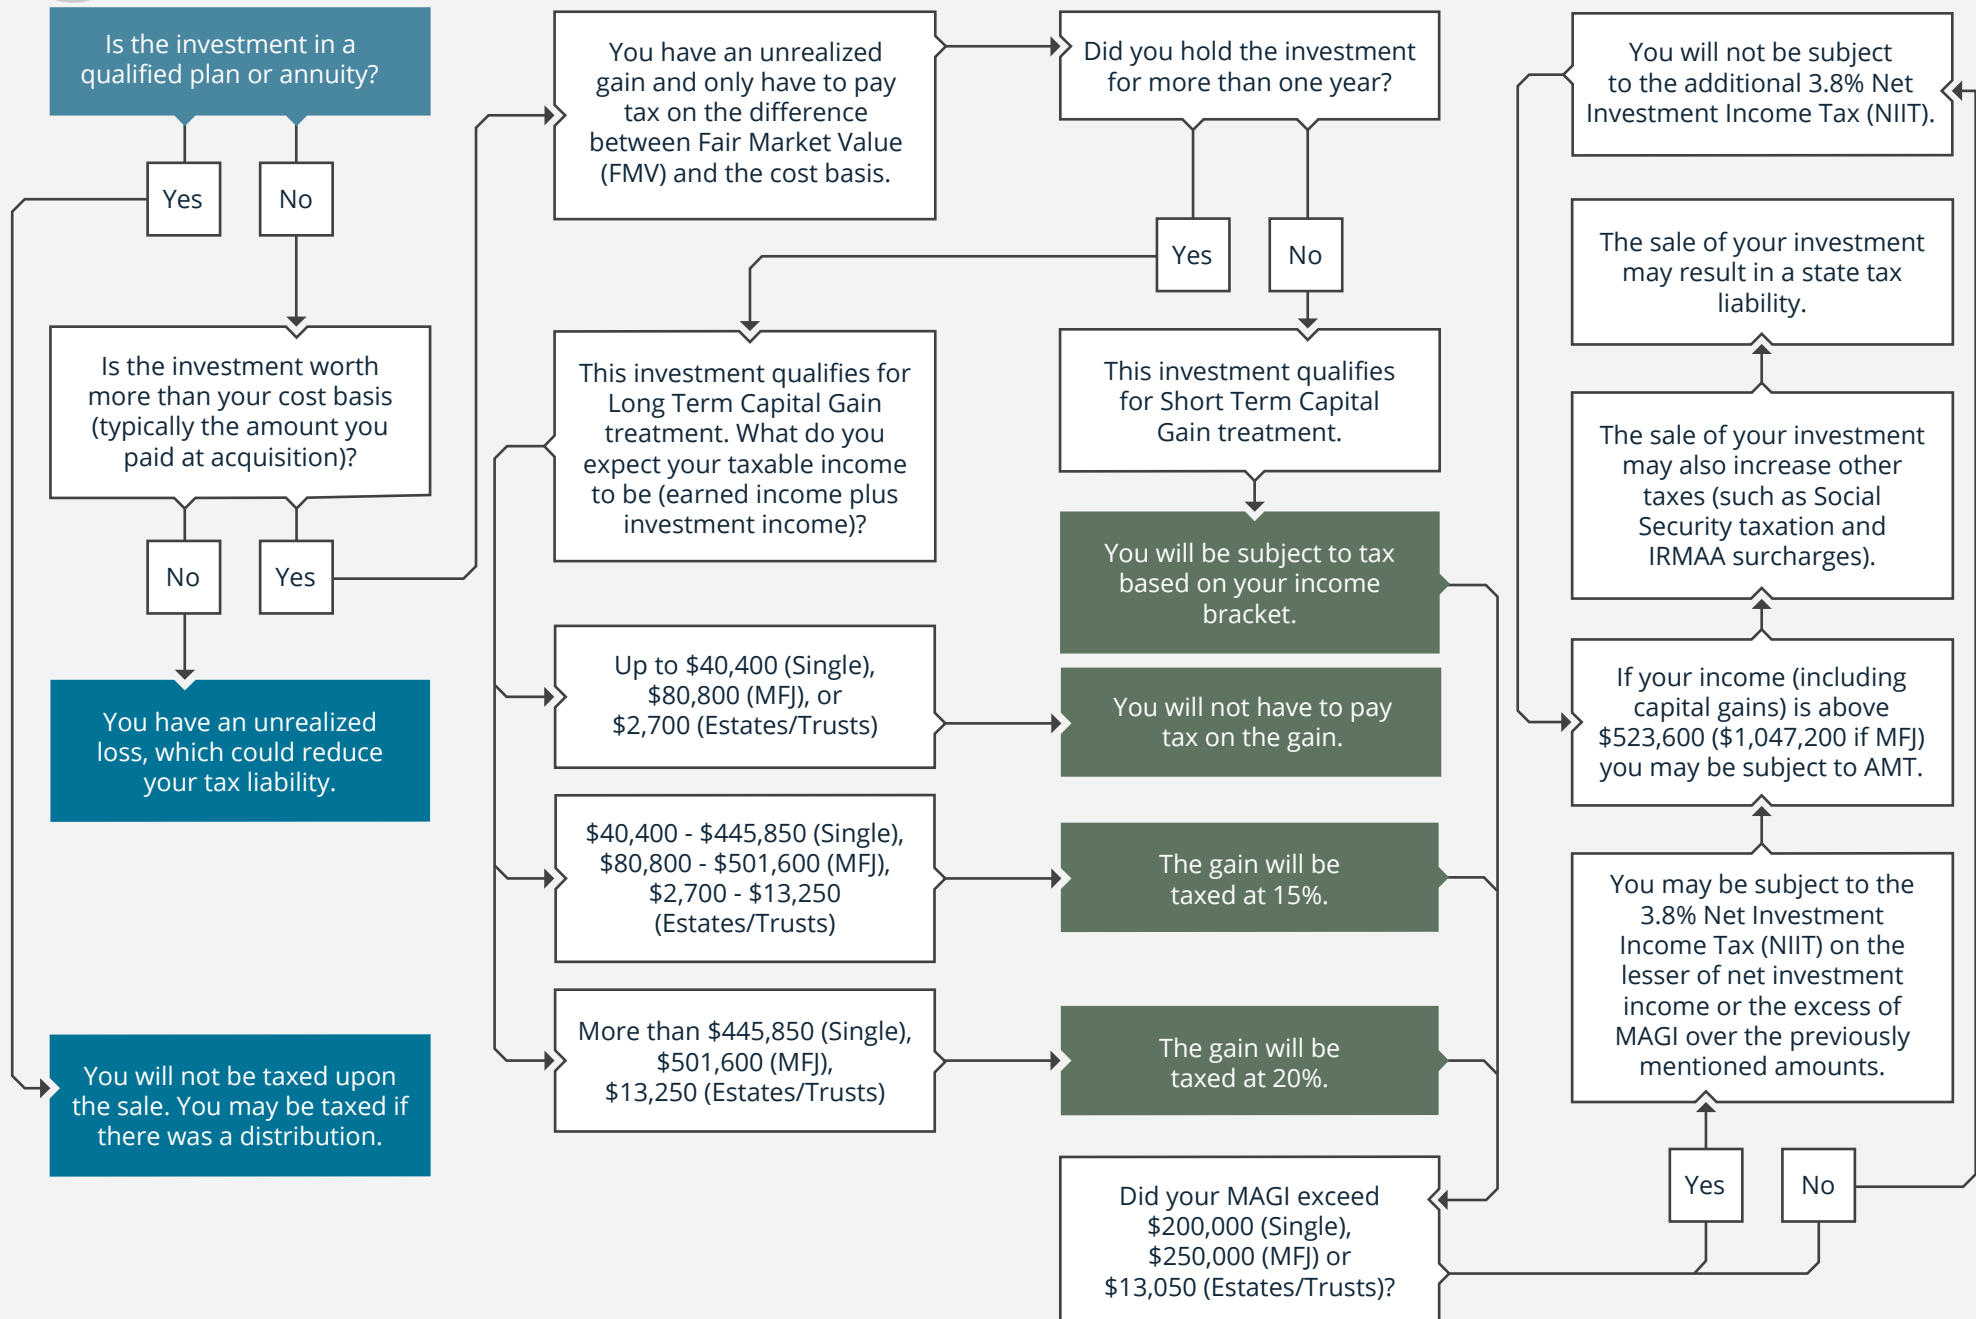 Is the investment in a
qualified plan or annuity?
Yes
No
Is the investment worth
more than your cost basis
(typically the amount you
paid at acquisition)?
No
Yes
You have an unrealized
loss, which could reduce
your tax liability.
You will not be taxed upon
the sale. You may be taxed if
there was a distribution.
You have an unrealized
gain and only have to pay
tax on the difference
between Fair Market Value
(FMV) and the cost basis.
Did you hold the investment
for more than one year?
Yes
No
This investment qualifies for
Long Term Capital Gain
treatment. What do you
expect your taxable income
to be (earned income plus
investment income)?
This investment qualifies
for Short Term Capital
Gain treatment.
You will be subject to tax
based on your income
bracket.
Up to $40,400 (Single),
$80,800 (MFJ), or
$2,700 (Estates/Trusts)
You will not have to pay
tax on the gain.
$40,400 - $445,850 (Single),
$80,800 - $501,600 (MFJ),
$2,700 - $13,250
(Estates/Trusts)
The gain will be
taxed at 15%.
More than $445,850 (Single),
$501,600 (MFJ),
$13,250 (Estates/Trusts)
The gain will be
taxed at 20%.
Did your MAGI exceed
$200,000 (Single),
$250,000 (MFJ) or
$13,050 (Estates/Trusts)?
Yes
No
You will not be subject
to the additional 3.8% Net
Investment Income Tax (NIIT).
The sale of your investment
may result in a state tax
liability.
The sale of your investment
may also increase other
taxes (such as Social
Security taxation and
IRMAA surcharges).
If your income (including
capital gains) is above
$523,600 ($1,047,200 if MFJ)
you may be subject to AMT.
You may be subject to the
3.8% Net Investment
Income Tax (NIIT) on the
lesser of net investment
income or the excess of
MAGI over the previously
mentioned amounts.